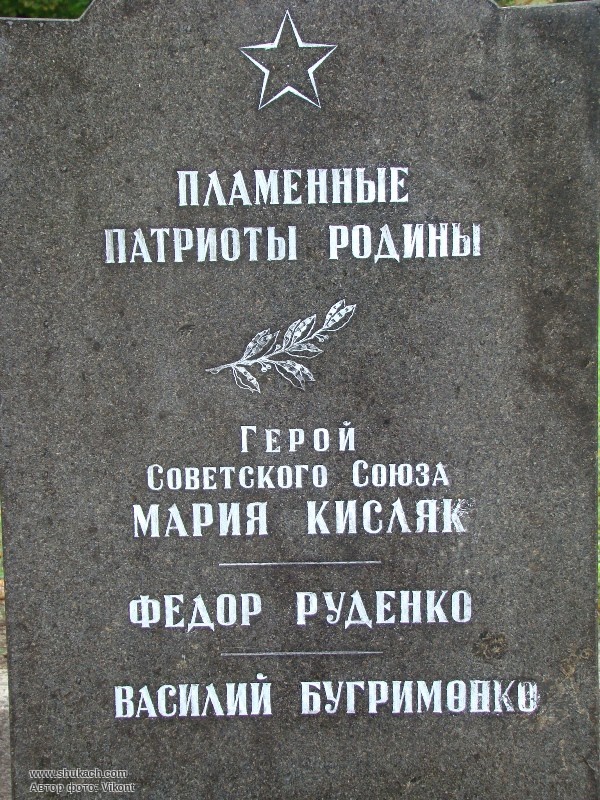 ПЛАМЕННЫЕ
ПАТРИОТЫ РОДИНЫ
ГЕРОЙ
СОВЕТСКОГО СОЮЗА
МАРИЯ КИСЛЯК
ФЕДОР РУДЕНКО
ВАСИЛИЙ БУГРИМЕНКО
www.shukach.com
Автор фото: Vikont